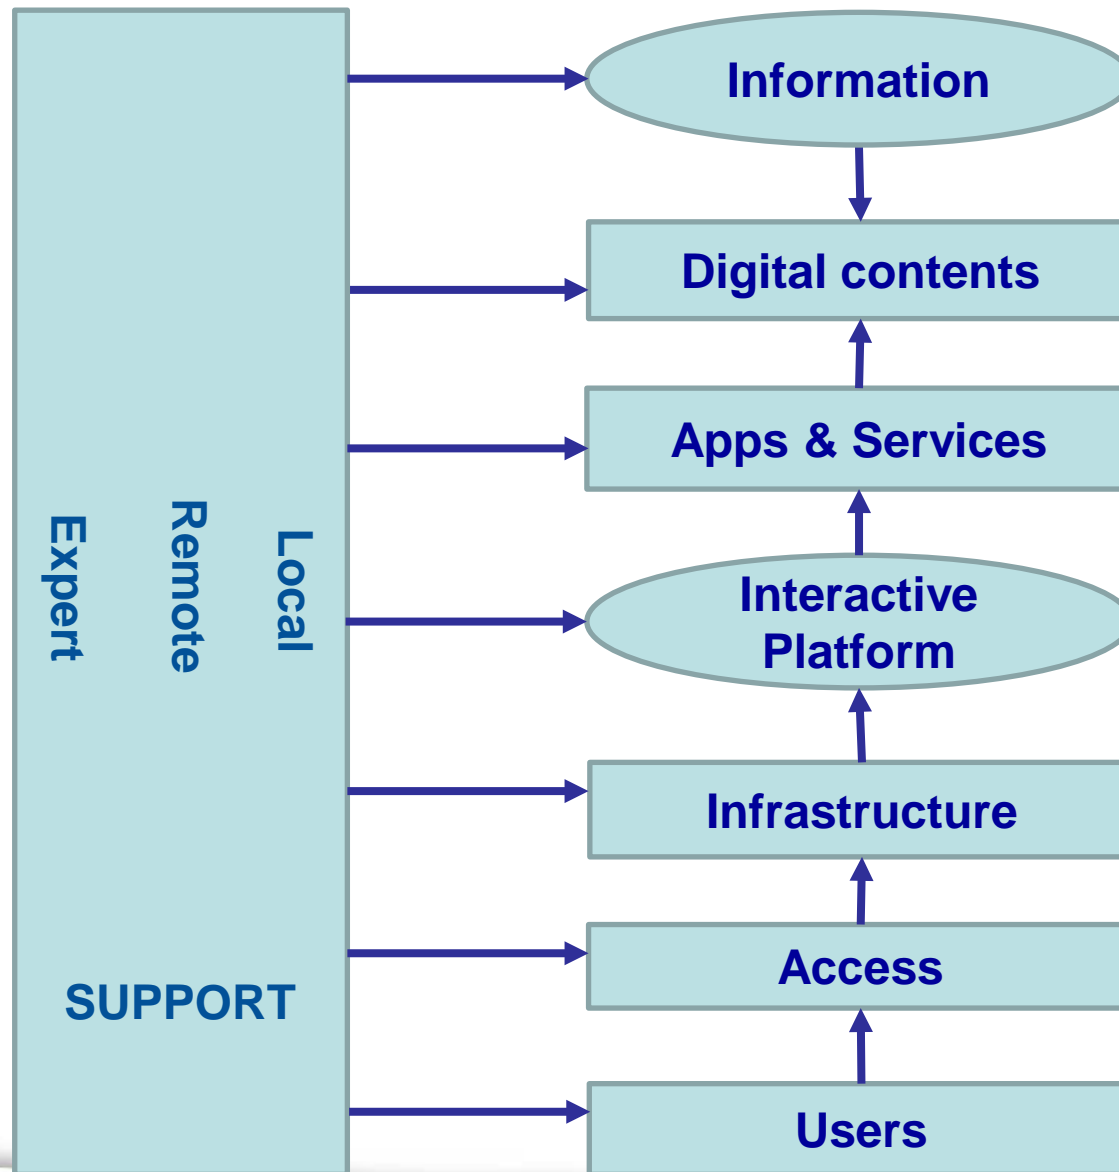 Expert
Remote
Local
SUPPORT
Information
Digital contents
Apps & Services
Interactive
Platform
Infrastructure
Access
Users